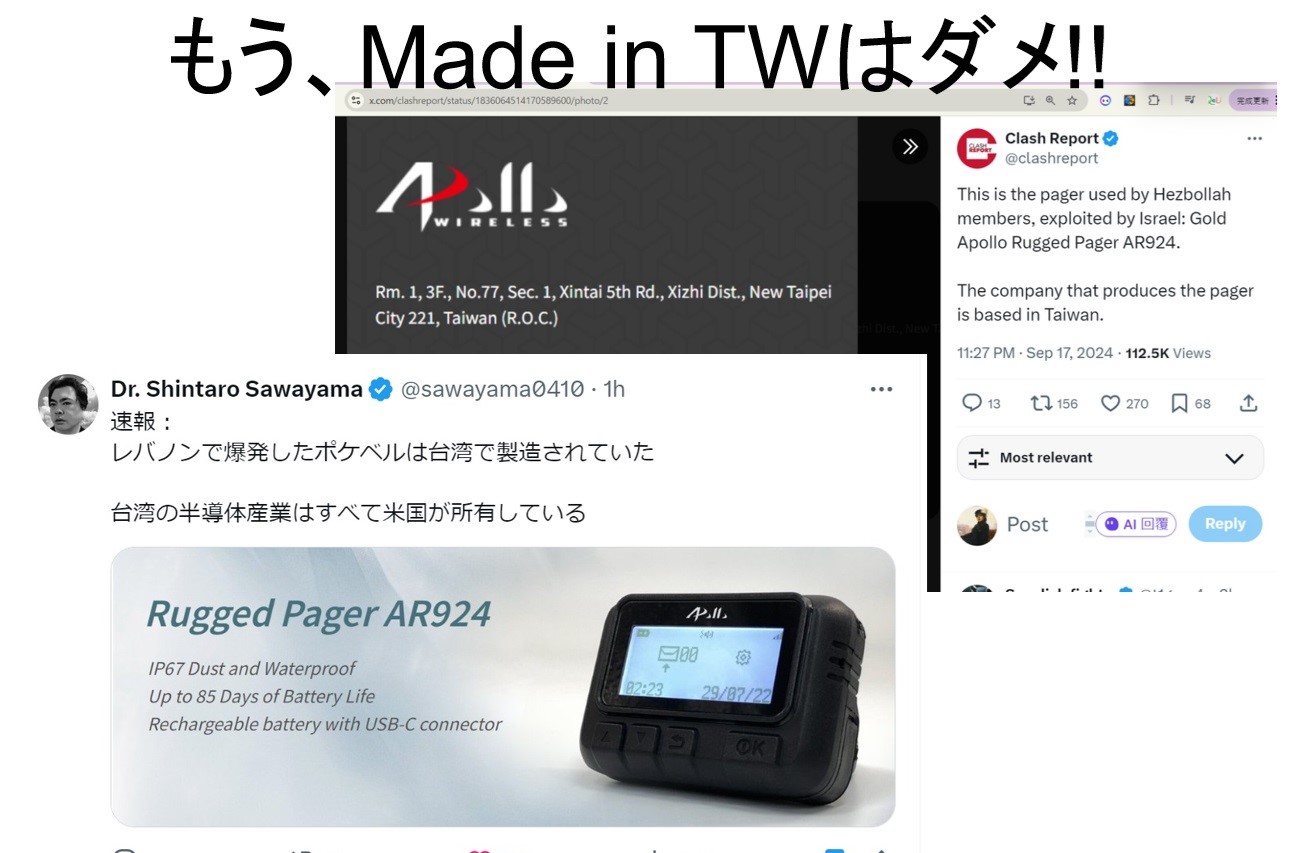 もう、Made in TWはダメ!!
x.com/clashreport/status/1836064514170589600/photo/2
完成更新
Apollo
WIRELESS
Rm. 1, 3F., No.77, Sec. 1, Xintai 5th Rd., Xizhi Dist., New Taipei
City 221, Taiwan (R.O.C.)
CLASH
REPORT
Clash Report
@clashreport
This is the pager used by Hezbollah
members, exploited by Israel: Gold
Apollo Rugged Pager AR924.
The company that produces the pager
is based in Taiwan.
11:27 PM · Sep 17, 2024 · 112.5K Views
13 156 270 68
Most relevant
Post
AI 回覆
Reply
Dr. Shintaro Sawayama @sawayama0410 · 1h
速報：
レバノンで爆発したポケベルは台湾で製造されていた
台湾の半導体産業はすべて米国が所有している
Rugged Pager AR924
IP67 Dust and Waterproof
Up to 85 Days of Battery Life
Rechargeable battery with USB-C connector
Apollo
00
02:23 29/07/22
OK